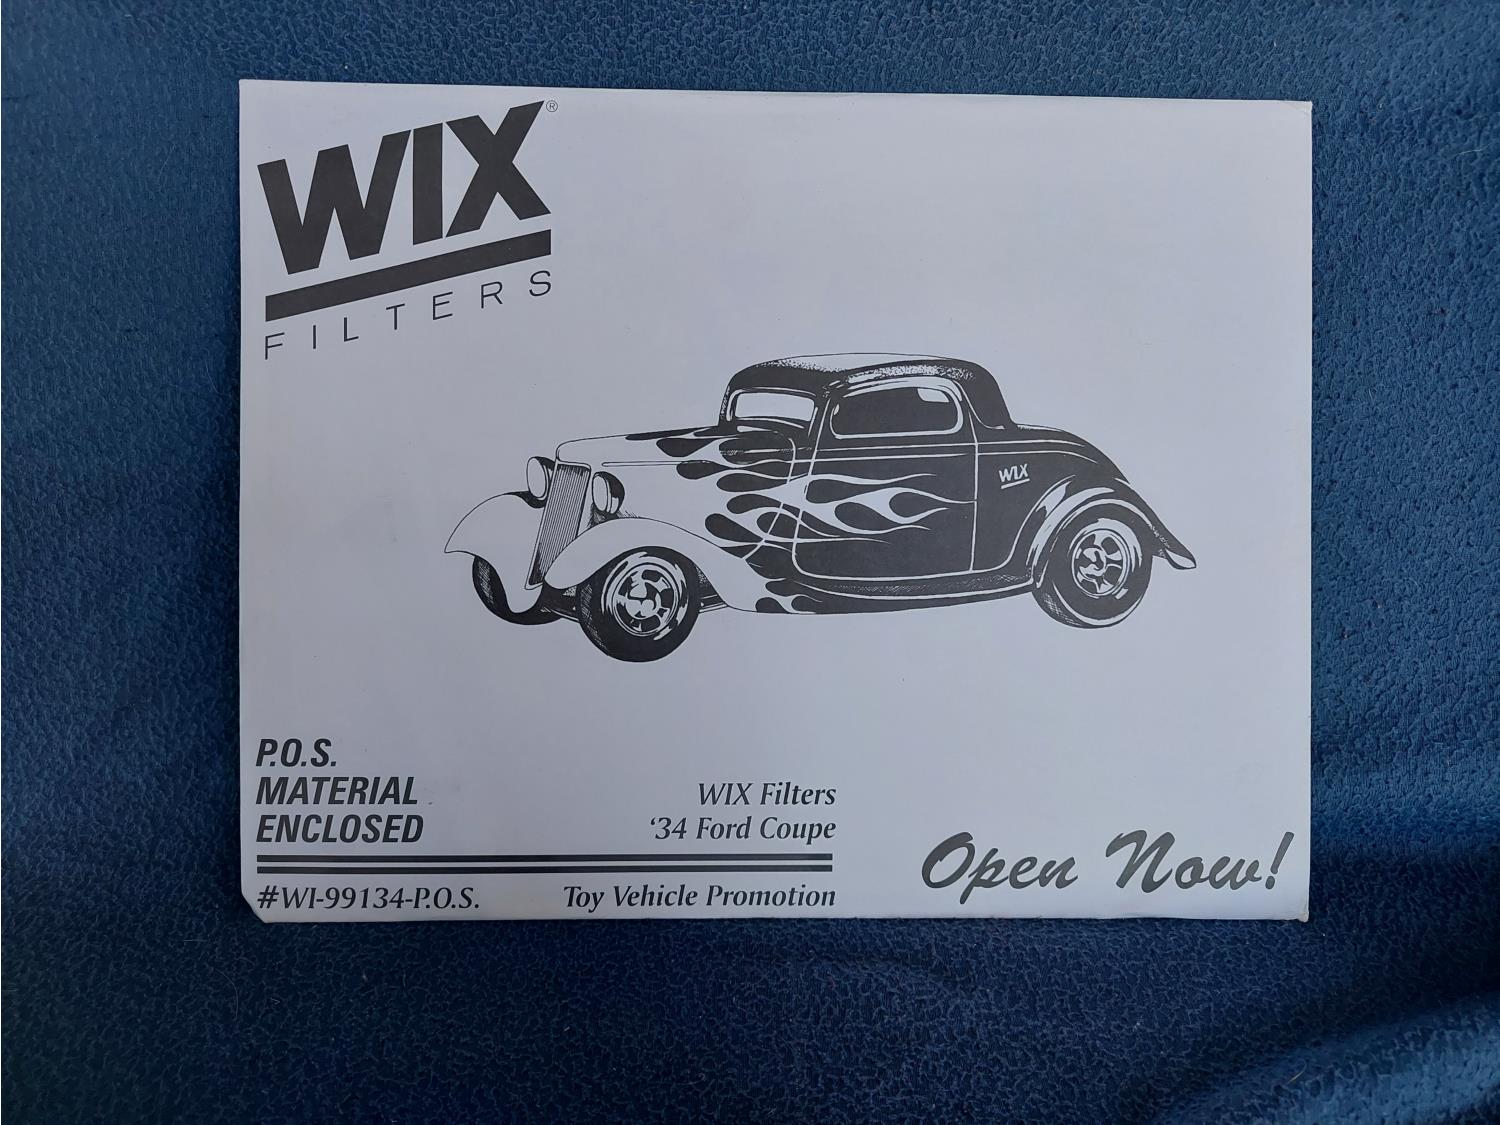 WIX®
FILTERS
WIX
P.O.S.
MATERIAL
ENCLOSED
#WI-99134-P.O.S.
WIX Filters
'34 Ford Coupe
Toy Vehicle Promotion
Open Now!